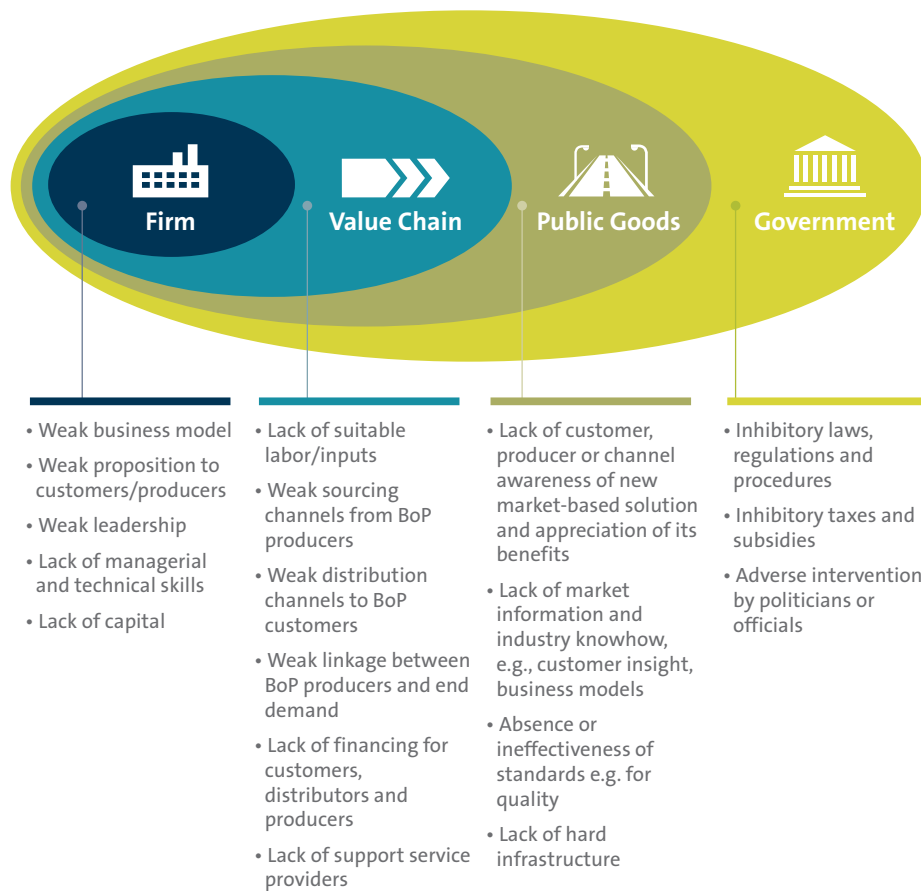 Firm
Value Chain
Public Goods
Government
• Weak business model
• Weak proposition to
customers/producers
• Weak leadership
• Lack of managerial
and technical skills
• Lack of capital
• Lack of suitable
labor/inputs
• Weak sourcing
channels from BoP
producers
• Weak distribution
channels to BoP
customers
• Weak linkage between
BoP producers and end
demand
• Lack of financing for
customers,
distributors and
producers
• Lack of support service
providers
• Lack of customer,
producer or channel
awareness of new
market-based solution
and appreciation of its
benefits
• Lack of market
information and
industry knowhow,
e.g., customer insight,
business models
• Absence or
ineffectiveness of
standards e.g. for
quality
• Lack of hard
infrastructure
• Inhibitory laws,
regulations and
procedures
• Inhibitory taxes and
subsidies
• Adverse intervention
by politicians or
officials